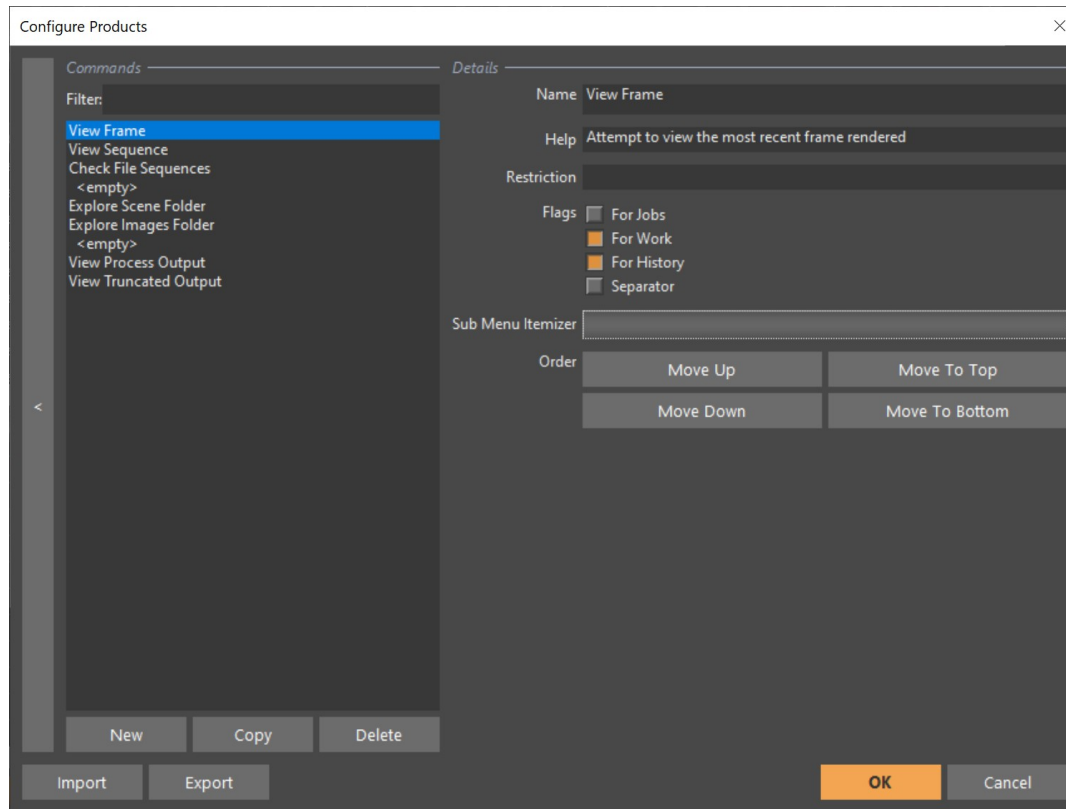 Configure Products
Commands
Filter:
View Frame
View Sequence
Check File Sequences
<empty>
Explore Scene Folder
Explore Images Folder
<empty>
View Process Output
View Truncated Output
<
New Copy Delete
Details
Name View Frame
Help Attempt to view the most recent frame rendered
Restriction
Flags For Jobs
For Work
For History
Separator
Sub Menu Itemizer
Order Move Up Move To Top
Move Down Move To Bottom
Import Export OK Cancel